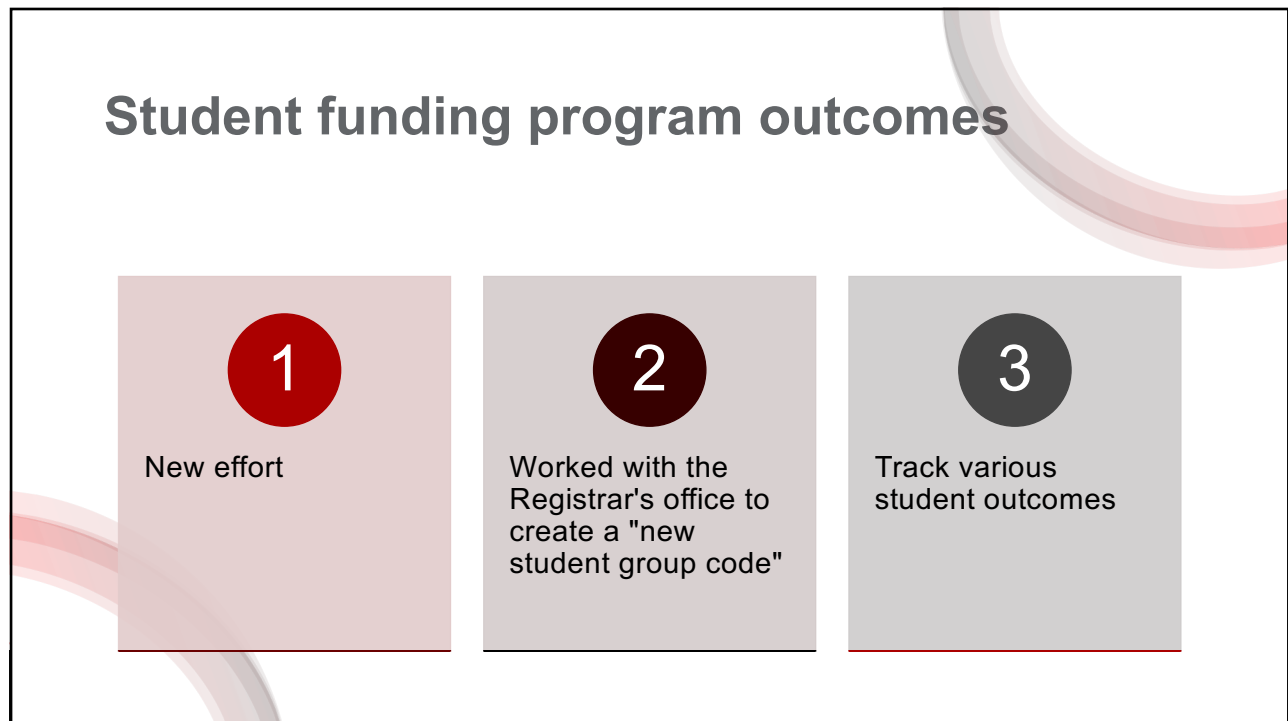 Student funding program outcomes
1
New effort
2
Worked with the
Registrar's office to
create a "new
student group code"
3
Track various
student outcomes